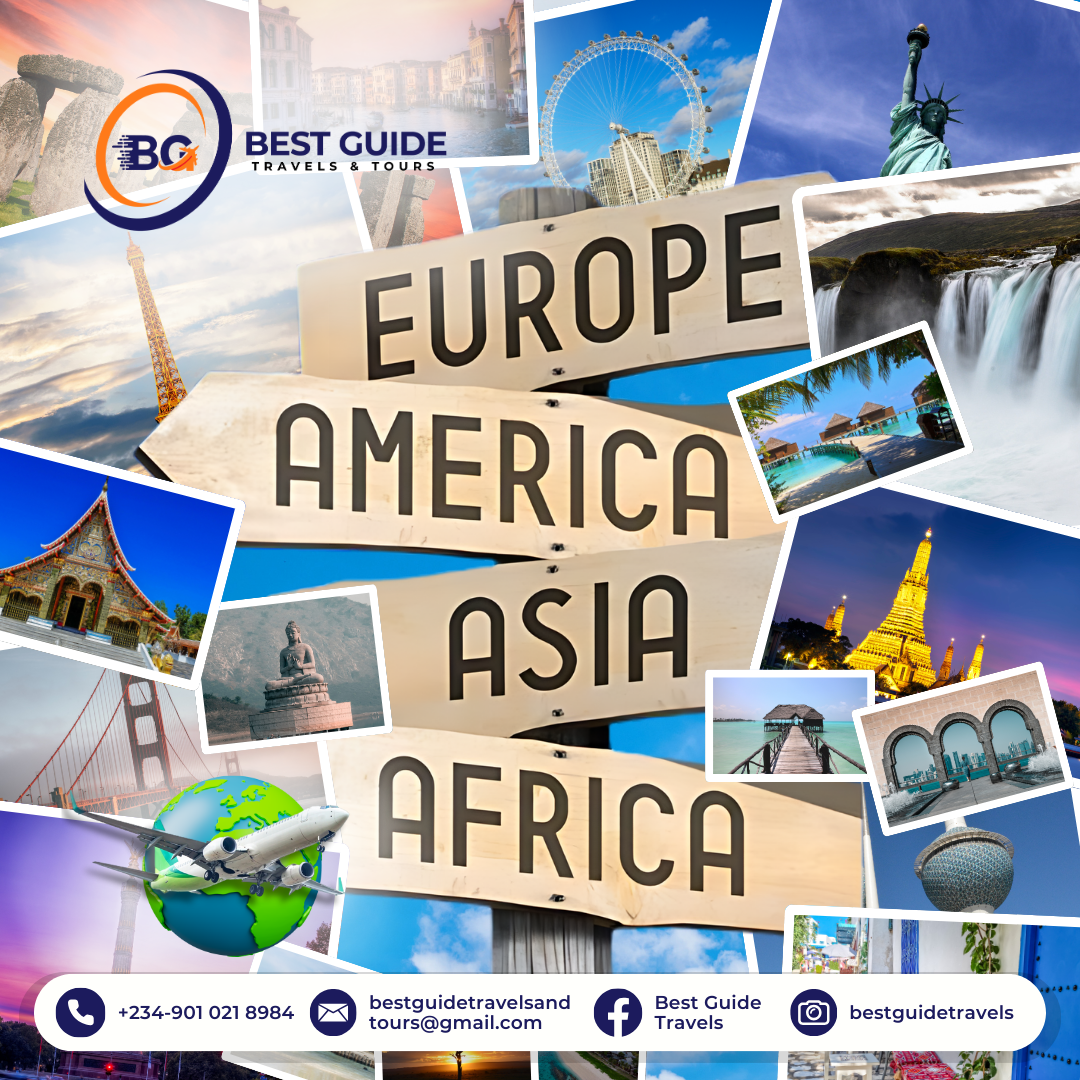 BG
BEST GUIDE
TRAVELS & TOURS
EUROPE
AMERICA
ASIA
AFRICA
+234-901 021 8984
bestguidetravelsand
tours@gmail.com
Best Guide
Travels
bestguidetravels